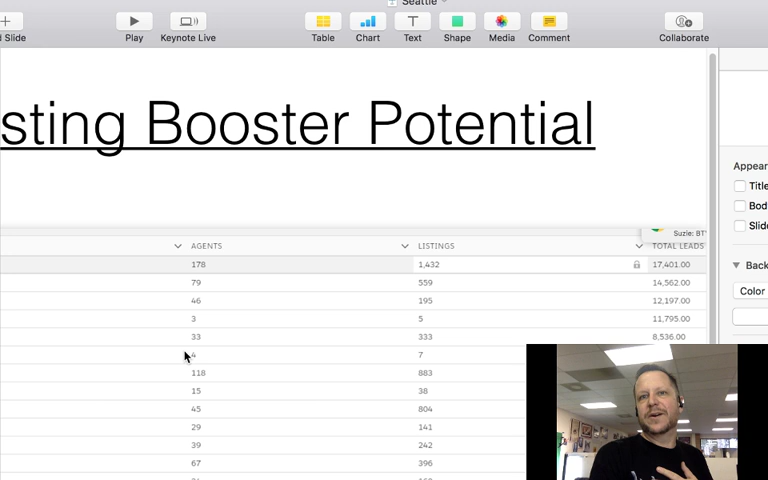 Seattle
d Slide
Play
Keynote Live
Table
Chart
Text
Shape
Media
Comment
Collaborate
sting Booster Potential
Appear
Title
Bod
Slid
Back
Color
Suzie: BT
AGENTS LISTINGS TOTAL LEADS
178 1,432 17,401.00
79 559 14,562.00
46 195 12,197.00
3 5 11,795.00
33 333 8,536.00
4 7
118 883
15 38
45 804
29 141
39 242
67 396